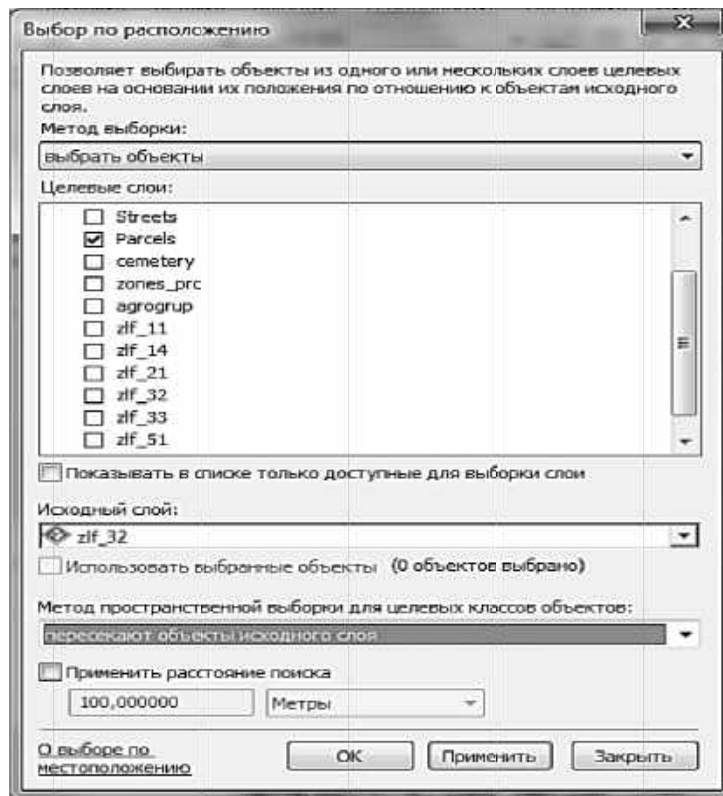 Выбор по расположению
Позволяет выбирать объекты из одного или нескольких слоев целевых
слоев на основании их положения по отношению к объектам исходного
слоя.
Метод выборки:
выбрать объекты
Целевые слои:
Streets
Parcels
cemetery
zones_prc
agrogrup
zlf_11
zlf_14
zlf_21
zlf_32
zlf_33
zlf_51
Показывать в списке только доступные для выборки слои
Исходный слой:
zlf_32
Использовать выбранные объекты (0 объектов выбрано)
Метод пространственной выборки для целевых классов объектов:
пересекают объекты исходного слоя
Применить расстояние поиска
100,000000 Метры
О выборе по
местоположению
OK Применить Закрыть